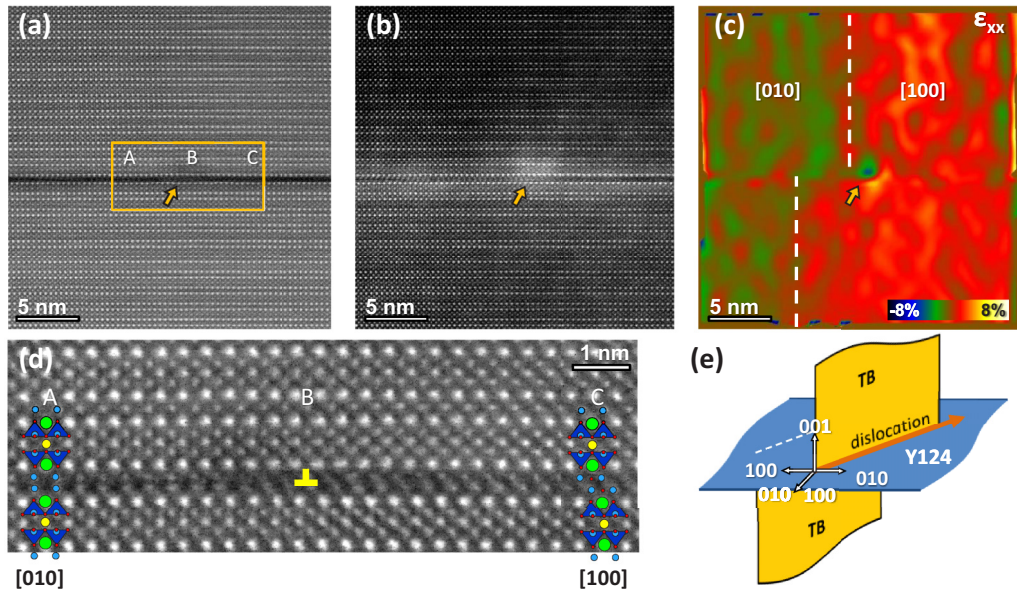 (a)
A B C
5 nm
(b)
5 nm
(c)
εxx
[010] [100]
5 nm
-8% 8%
(d)
1 nm
A B C
[010] [100]
(e)
TB
001
dislocation
Y124
100 010
010 100
TB